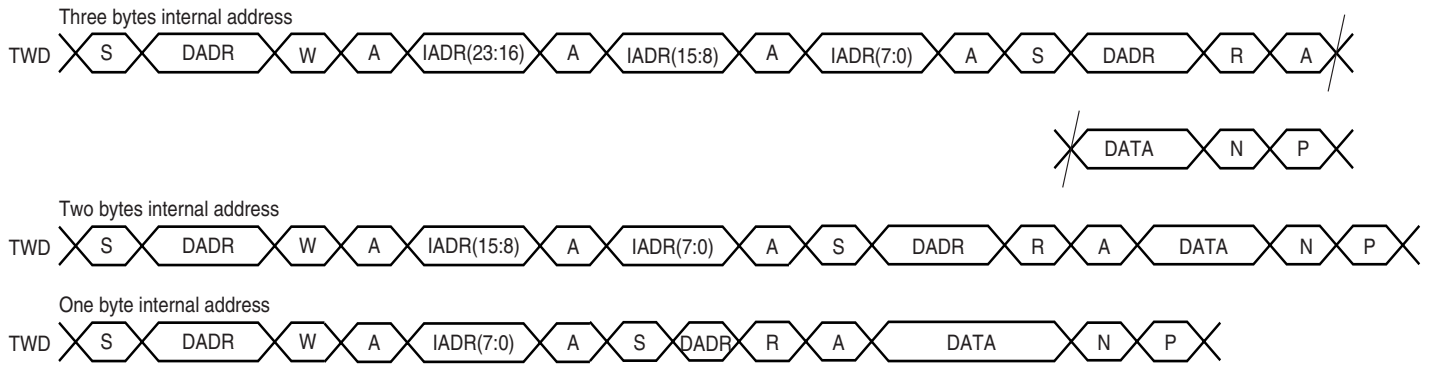 Three bytes internal address
TWD S DADR W A IADR(23:16) A IADR(15:8) A IADR(7:0) A S DADR R A
DATA N P
Two bytes internal address
TWD S DADR W A IADR(15:8) A IADR(7:0) A S DADR R A DATA N P
One byte internal address
TWD S DADR W A IADR(7:0) A S DADR R A DATA N P